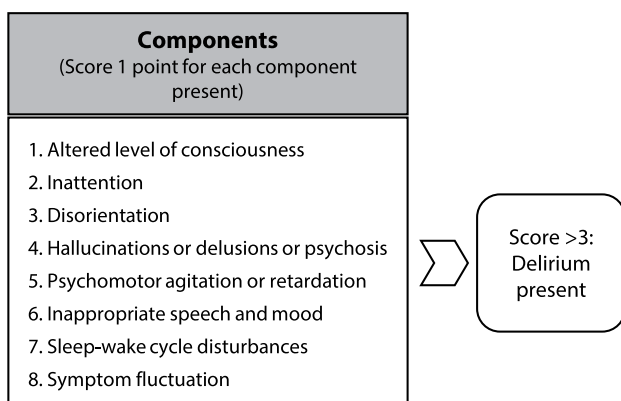 Components
(Score 1 point for each component
present)
1. Altered level of consciousness
2. Inattention
3. Disorientation
4. Hallucinations or delusions or psychosis
5. Psychomotor agitation or retardation
6. Inappropriate speech and mood
7. Sleep-wake cycle disturbances
8. Symptom fluctuation
Score >3:
Delirium
present